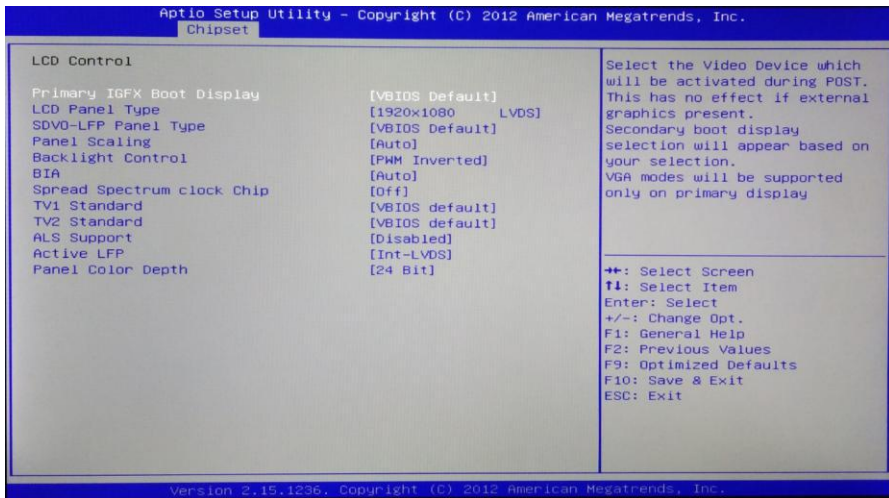 Aptio Setup Utility – Copyright (C) 2012 American Megatrends, Inc.
Chipset
LCD Control
Primary IGFX Boot Display [VBIOS Default]
LCD Panel Type [1920x1080 LVDS]
SDVO-LFP Panel Type [VBIOS Default]
Panel Scaling [Auto]
Backlight Control [PWM Inverted]
BIA [Auto]
Spread Spectrum clock Chip [Off]
TV1 Standard [VBIOS default]
TV2 Standard [VBIOS default]
ALS Support [Disabled]
Active LFP [Int-LVDS]
Panel Color Depth [24 Bit]
Select the Video Device which
will be activated during POST.
This has no effect if external
graphics present.
Secondary boot display
selection will appear based on
your selection.
VGA modes will be supported
only on primary display
→←: Select Screen
↑↓: Select Item
Enter: Select
+/-: Change Opt.
F1: General Help
F2: Previous Values
F9: Optimized Defaults
F10: Save & Exit
ESC: Exit
Version 2.15.1236. Copyright (C) 2012 American Megatrends, Inc.